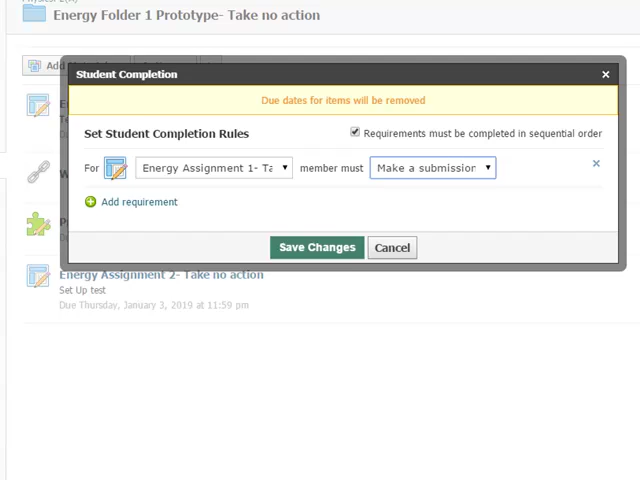 Energy Folder 1 Prototype- Take no action
Add
Student Completion
Due dates for items will be removed
Set Student Completion Rules
Requirements must be completed in sequential order
For Energy Assignment 1- Ta member must Make a submission
Add requirement
Save Changes Cancel
Energy Assignment 2- Take no action
Set Up test
Due Thursday, January 3, 2019 at 11:59 pm